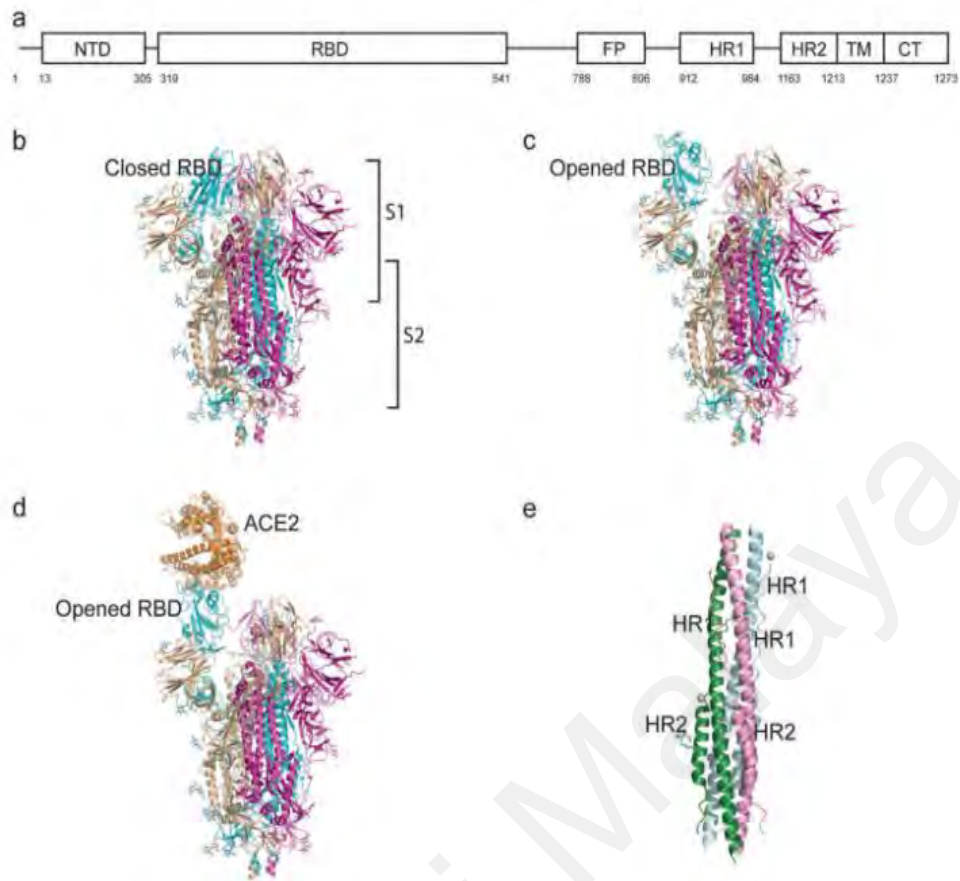 a
NTD RBD FP HR1 HR2 TM CT
1 13 305 319 541 788 806 912 984 1163 1213 1237 1273
b
Closed RBD
S1
S2
c
Opened RBD
d
ACE2
Opened RBD
e
HR1
HR1
HR1
HR2
HR2
Malaya